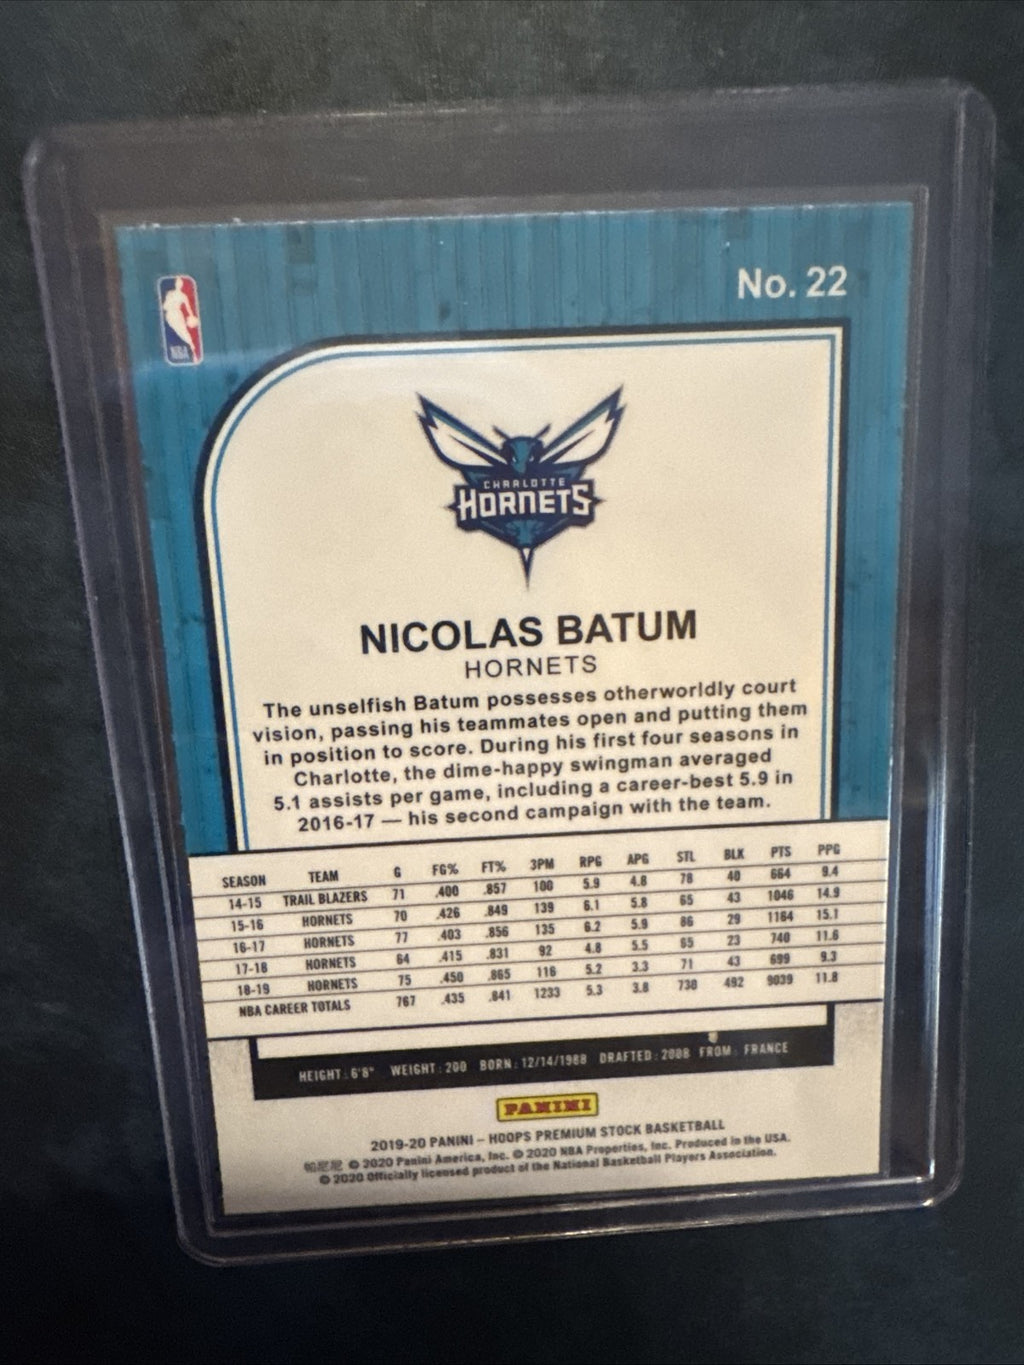 No. 22
NBA
CHARLOTTE
HORNETS
NICOLAS BATUM
HORNETS
The unselfish Batum possesses otherworldly court
vision, passing his teammates open and putting them
in position to score. During his first four seasons in
Charlotte, the dime-happy swingman averaged
5.1 assists per game, including a career-best 5.9 in
2016-17 — his second campaign with the team.
SEASON TEAM G FG% FT% 3PM RPG APG STL BLK PTS PPG
14-15 TRAIL BLAZERS 71 .400 .857 100 5.9 4.8 78 40 664 9.4
15-16 HORNETS 70 .426 .849 139 6.1 5.8 65 43 1046 14.9
16-17 HORNETS 77 .403 .856 135 6.2 5.9 86 29 1164 15.1
17-18 HORNETS 64 .415 .831 92 4.8 5.5 65 23 740 11.6
18-19 HORNETS 75 .450 .865 116 5.2 3.3 71 43 699 9.3
NBA CAREER TOTALS 767 .435 .841 1233 5.3 3.8 738 492 9039 11.8
HEIGHT: 6'8" WEIGHT: 200 BORN: 12/14/1988 DRAFTED: 2008 FROM: FRANCE
PANINI
2019-20 PANINI – HOOPS PREMIUM STOCK BASKETBALL
帕尼尼 © 2020 Panini America, Inc. © 2020 NBA Properties, Inc. Produced in the USA.
© 2020 Officially licensed product of the National Basketball Players Association.